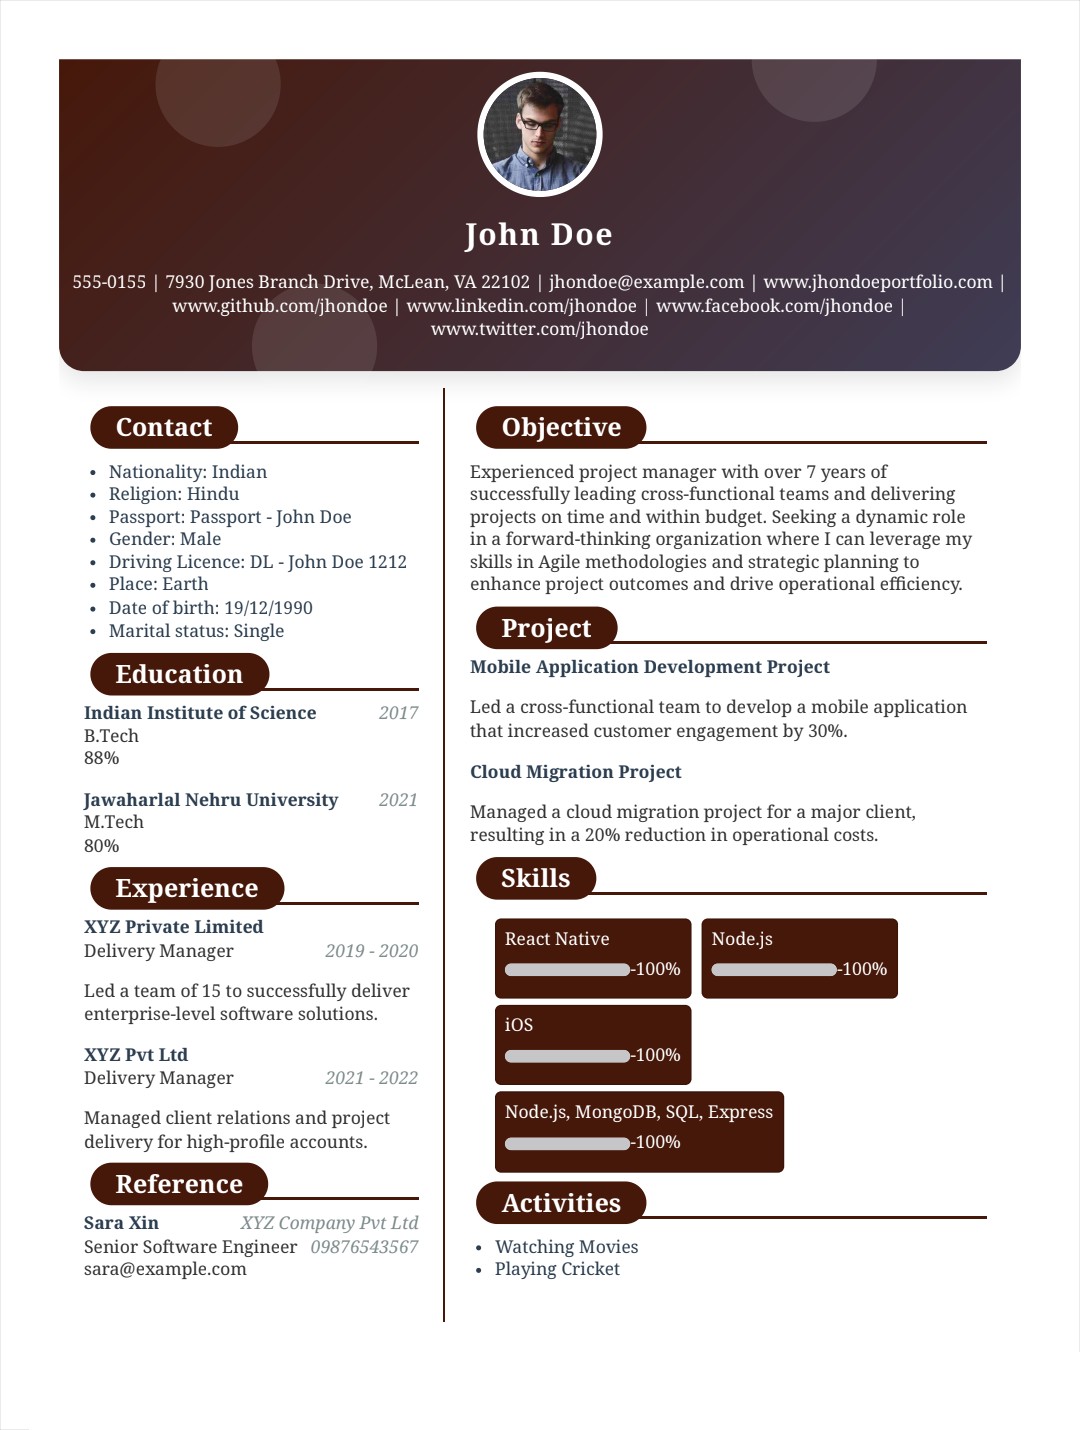 John Doe
555-0155 | 7930 Jones Branch Drive, McLean, VA 22102 | jhondoe@example.com | www.jhondoeportfolio.com |
www.github.com/jhondoe | www.linkedin.com/jhondoe | www.facebook.com/jhondoe |
www.twitter.com/jhondoe
Contact
• Nationality: Indian
• Religion: Hindu
• Passport: Passport - John Doe
• Gender: Male
• Driving Licence: DL - John Doe 1212
• Place: Earth
• Date of birth: 19/12/1990
• Marital status: Single
Education
Indian Institute of Science 2017
B.Tech
88%
Jawaharlal Nehru University 2021
M.Tech
80%
Experience
XYZ Private Limited
Delivery Manager 2019 - 2020
Led a team of 15 to successfully deliver
enterprise-level software solutions.
XYZ Pvt Ltd
Delivery Manager 2021 - 2022
Managed client relations and project
delivery for high-profile accounts.
Reference
Sara Xin XYZ Company Pvt Ltd
Senior Software Engineer 09876543567
sara@example.com
Objective
Experienced project manager with over 7 years of
successfully leading cross-functional teams and delivering
projects on time and within budget. Seeking a dynamic role
in a forward-thinking organization where I can leverage my
skills in Agile methodologies and strategic planning to
enhance project outcomes and drive operational efficiency.
Project
Mobile Application Development Project
Led a cross-functional team to develop a mobile application
that increased customer engagement by 30%.
Cloud Migration Project
Managed a cloud migration project for a major client,
resulting in a 20% reduction in operational costs.
Skills
React Native
-100%
Node.js
-100%
iOS
-100%
Node.js, MongoDB, SQL, Express
-100%
Activities
• Watching Movies
• Playing Cricket